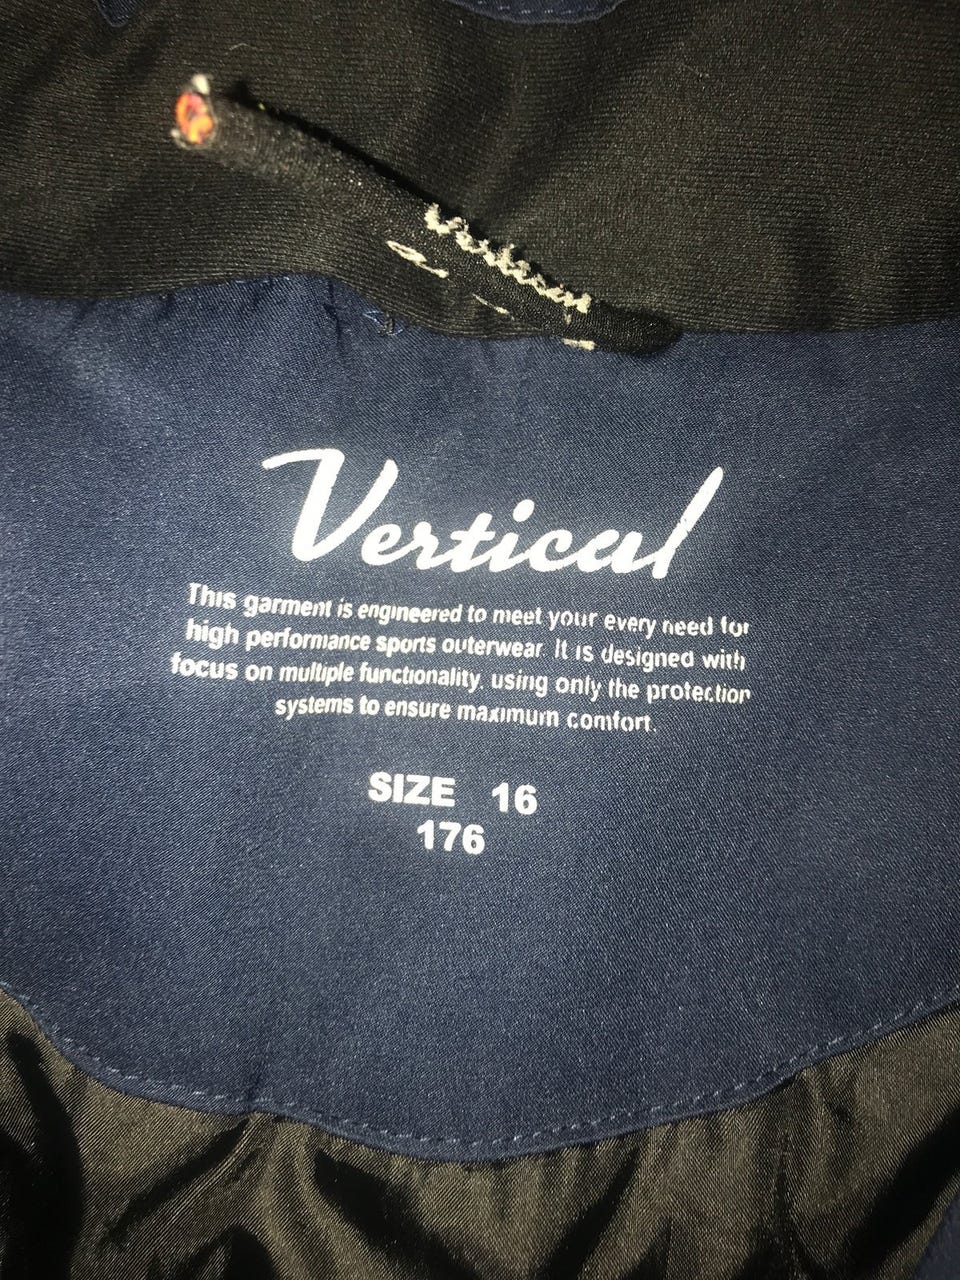 Vertical
Vertical
This garment is engineered to meet your every need for
high performance sports outerwear. It is designed with
focus on multiple functionality, using only the protection
systems to ensure maximum comfort.
SIZE 16
176